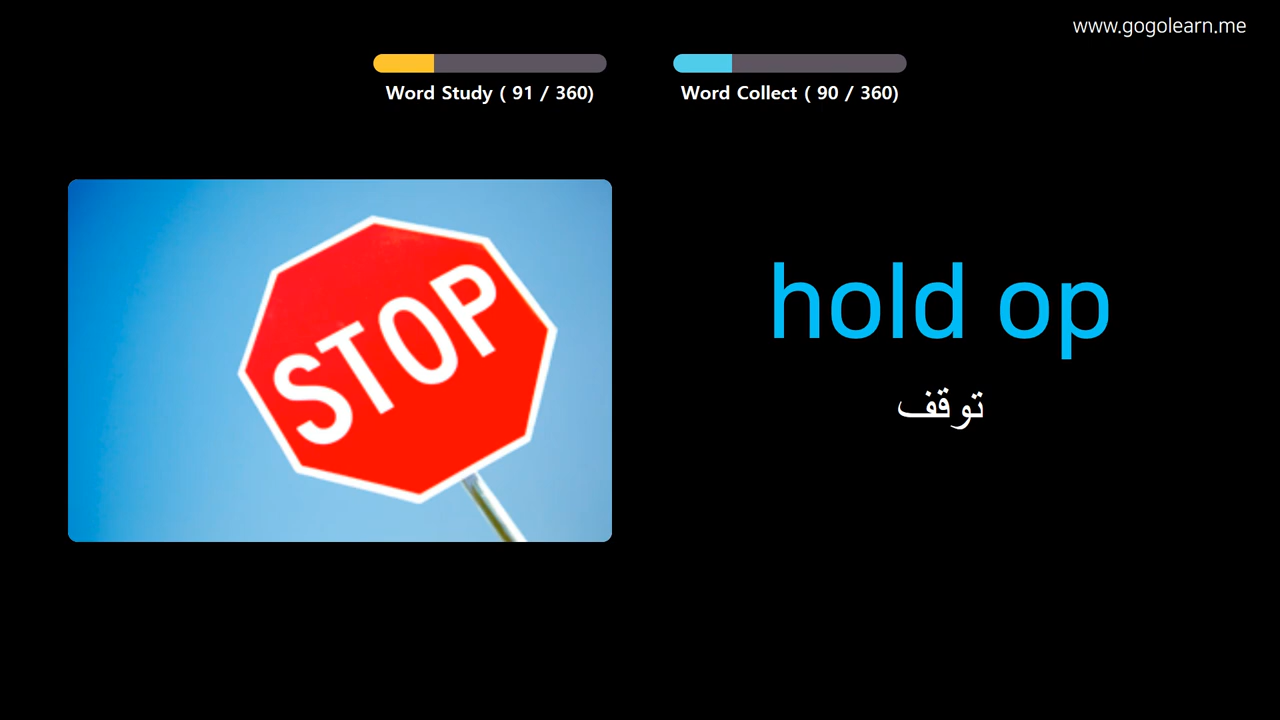 www.gogolearn.me
Word Study ( 91 / 360)
Word Collect ( 90 / 360)
STOP
hold op
توقف